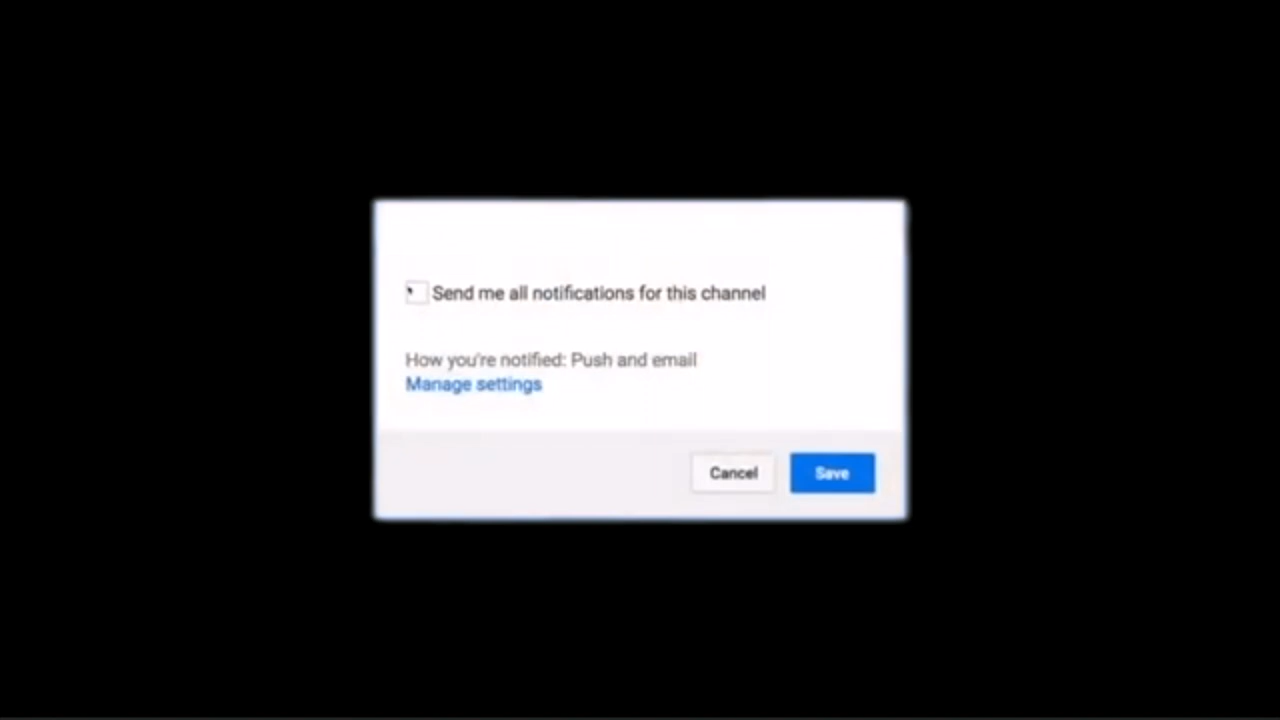 Send me all notifications for this channel
How you're notified: Push and email
Manage settings
Cancel
Save